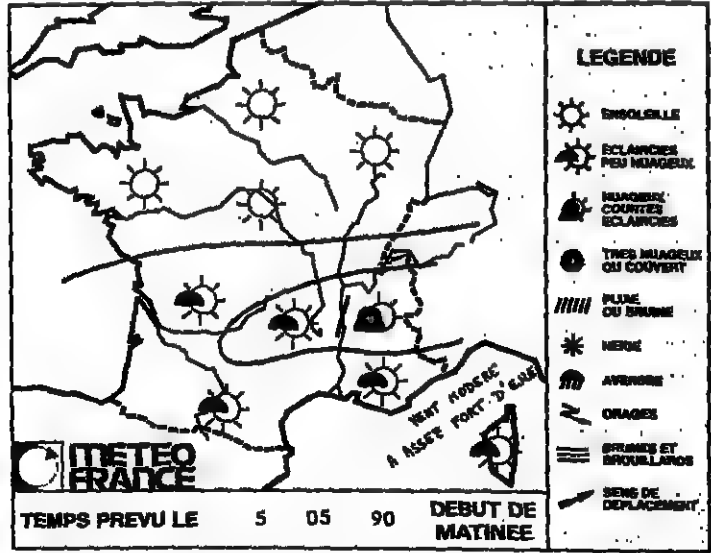 LEGENDE
ENSOLEILLE
ECLAIRCIES
PEU NUAGEUX
NUAGEUX
COURTES
ECLAIRCIES
TRES NUAGEUX
OU COUVERT
PLUIE
OU BRUINE
NEIGE
AVERSE
ORAGES
BRUMES ET
BROUILLARDS
SENS DE
DEPLACEMENT
VENT MODERE
A ASSEZ FORT D'
METEO
FRANCE
TEMPS PREVU LE 5 05 90 DEBUT DE
MATINEE